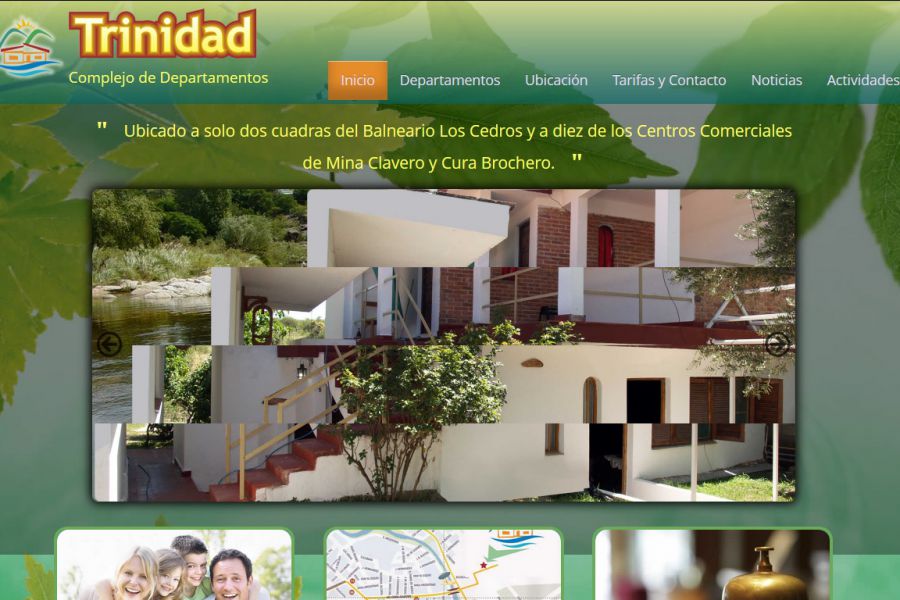 Trinidad
Complejo de Departamentos
Inicio Departamentos Ubicación Tarifas y Contacto Noticias Actividades
" Ubicado a solo dos cuadras del Balneario Los Cedros y a diez de los Centros Comerciales
de Mina Clavero y Cura Brochero. "